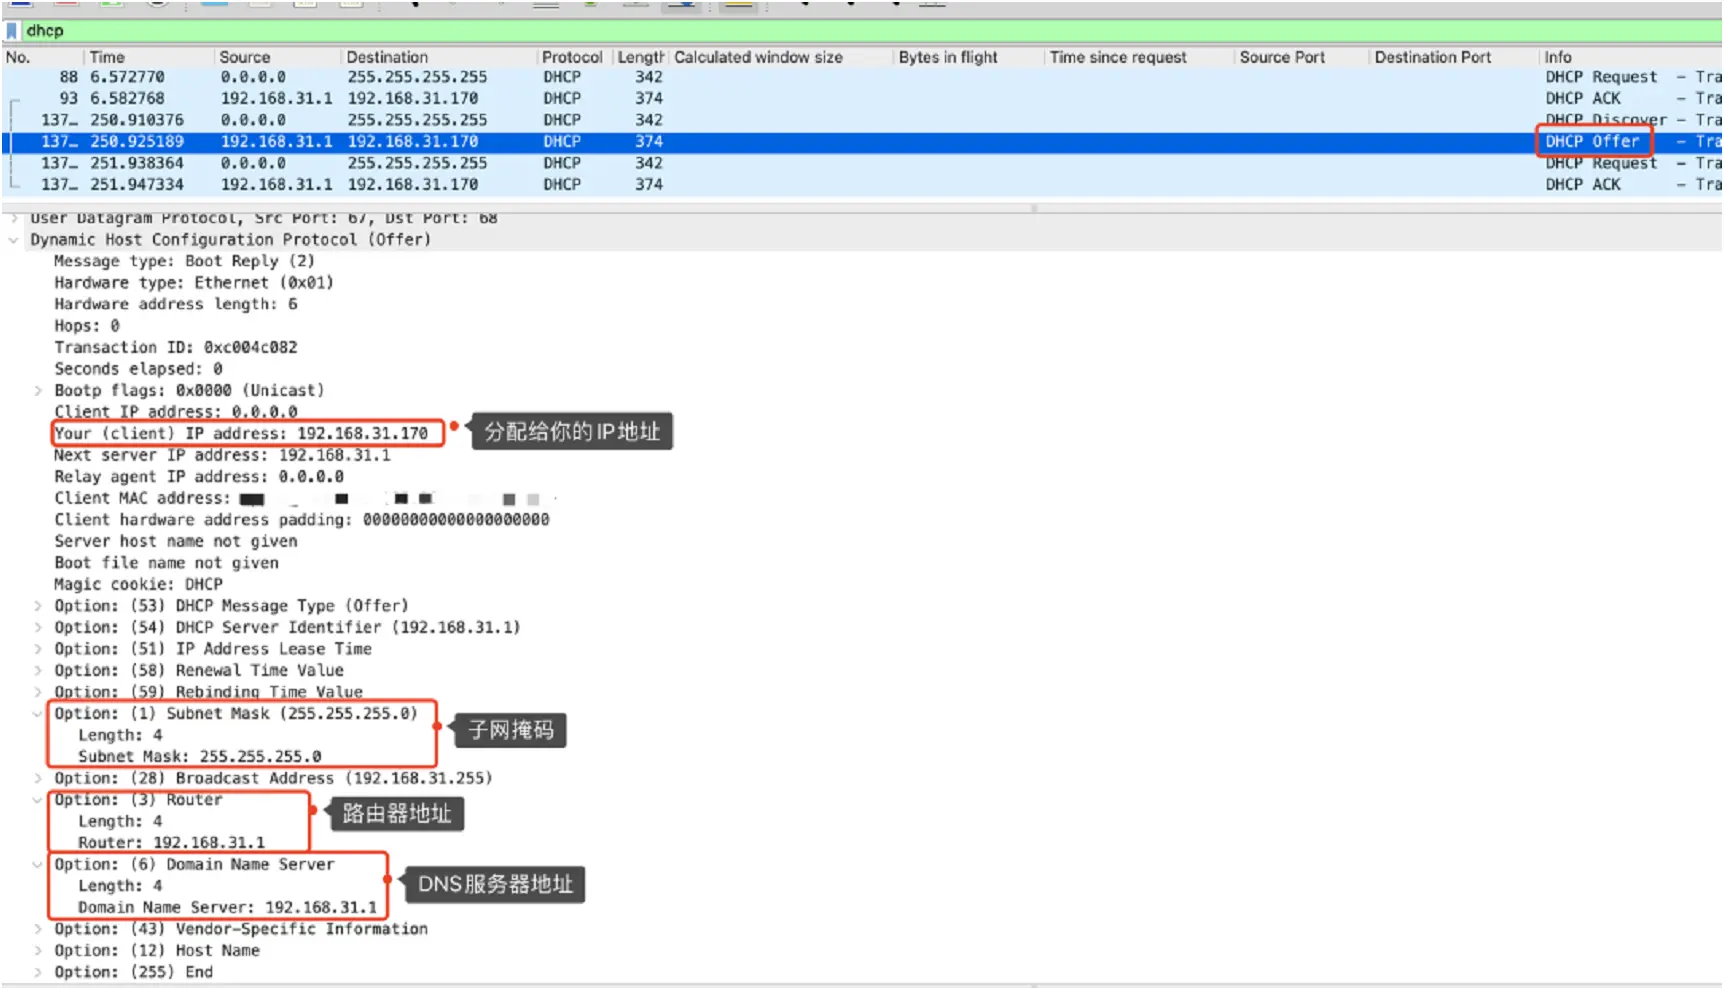 dhcp
No. Time Source Destination Protocol Length Calculated window size Bytes in flight Time since request Source Port Destination Port Info
88 6.572770 0.0.0.0 255.255.255.255 DHCP 342 DHCP Request – Tra
93 6.582768 192.168.31.1 192.168.31.170 DHCP 374 DHCP ACK – Tra
137… 250.910376 0.0.0.0 255.255.255.255 DHCP 342 DHCP Discover – Tra
137… 250.925189 192.168.31.1 192.168.31.170 DHCP 374 DHCP Offer – Tra
137… 251.938364 0.0.0.0 255.255.255.255 DHCP 342 DHCP Request – Tra
137… 251.947334 192.168.31.1 192.168.31.170 DHCP 374 DHCP ACK – Tra
User Datagram Protocol, Src Port: 67, Dst Port: 68
Dynamic Host Configuration Protocol (Offer)
Message type: Boot Reply (2)
Hardware type: Ethernet (0x01)
Hardware address length: 6
Hops: 0
Transaction ID: 0xc004c082
Seconds elapsed: 0
Bootp flags: 0x0000 (Unicast)
Client IP address: 0.0.0.0
Your (client) IP address: 192.168.31.170 分配给你的IP地址
Next server IP address: 192.168.31.1
Relay agent IP address: 0.0.0.0
Client MAC address:
Client hardware address padding: 00000000000000000000
Server host name not given
Boot file name not given
Magic cookie: DHCP
Option: (53) DHCP Message Type (Offer)
Option: (54) DHCP Server Identifier (192.168.31.1)
Option: (51) IP Address Lease Time
Option: (58) Renewal Time Value
Option: (59) Rebinding Time Value
Option: (1) Subnet Mask (255.255.255.0)
Length: 4 子网掩码
Subnet Mask: 255.255.255.0
Option: (28) Broadcast Address (192.168.31.255)
Option: (3) Router
Length: 4 路由器地址
Router: 192.168.31.1
Option: (6) Domain Name Server
Length: 4 DNS服务器地址
Domain Name Server: 192.168.31.1
Option: (43) Vendor-Specific Information
Option: (12) Host Name
Option: (255) End